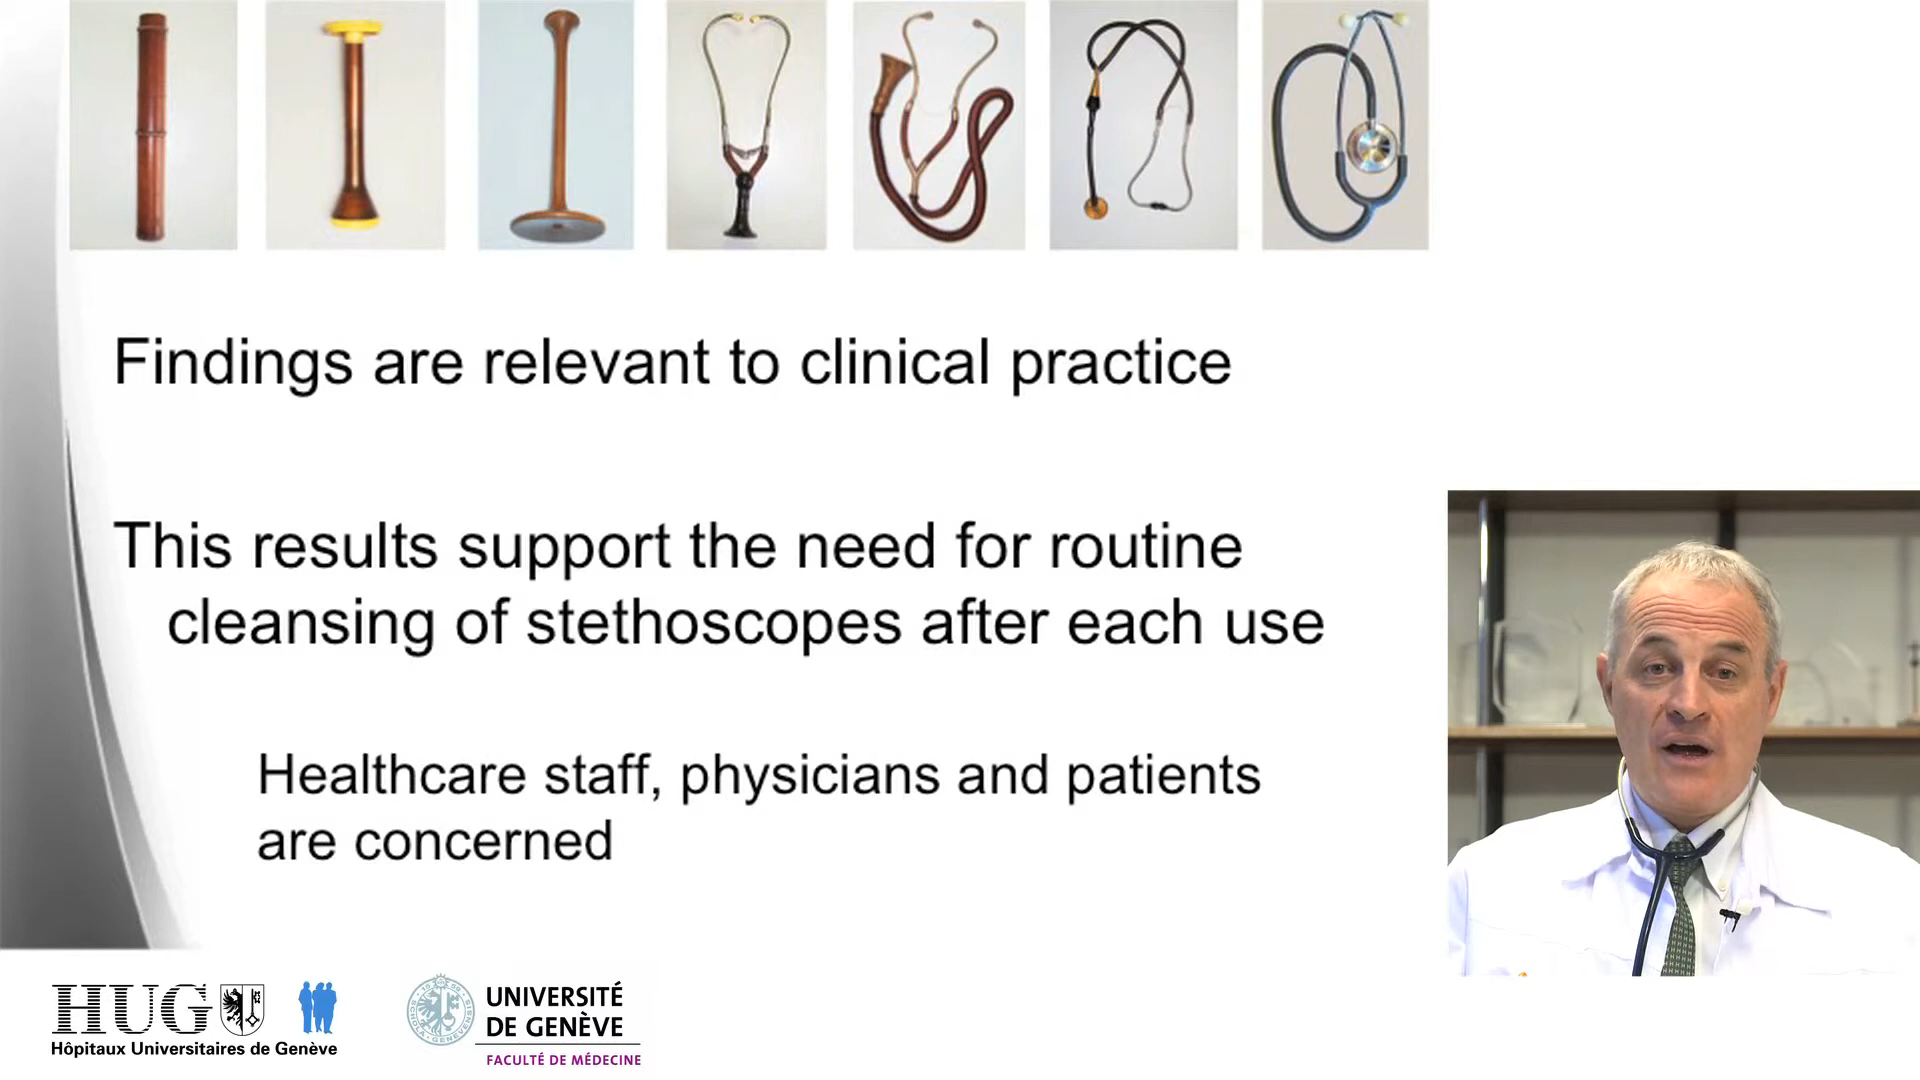 Findings are relevant to clinical practice
This results support the need for routine
cleansing of stethoscopes after each use
Healthcare staff, physicians and patients
are concerned
HUG
Hôpitaux Universitaires de Genève
UNIVERSITÉ
DE GENÈVE
FACULTÉ DE MÉDECINE